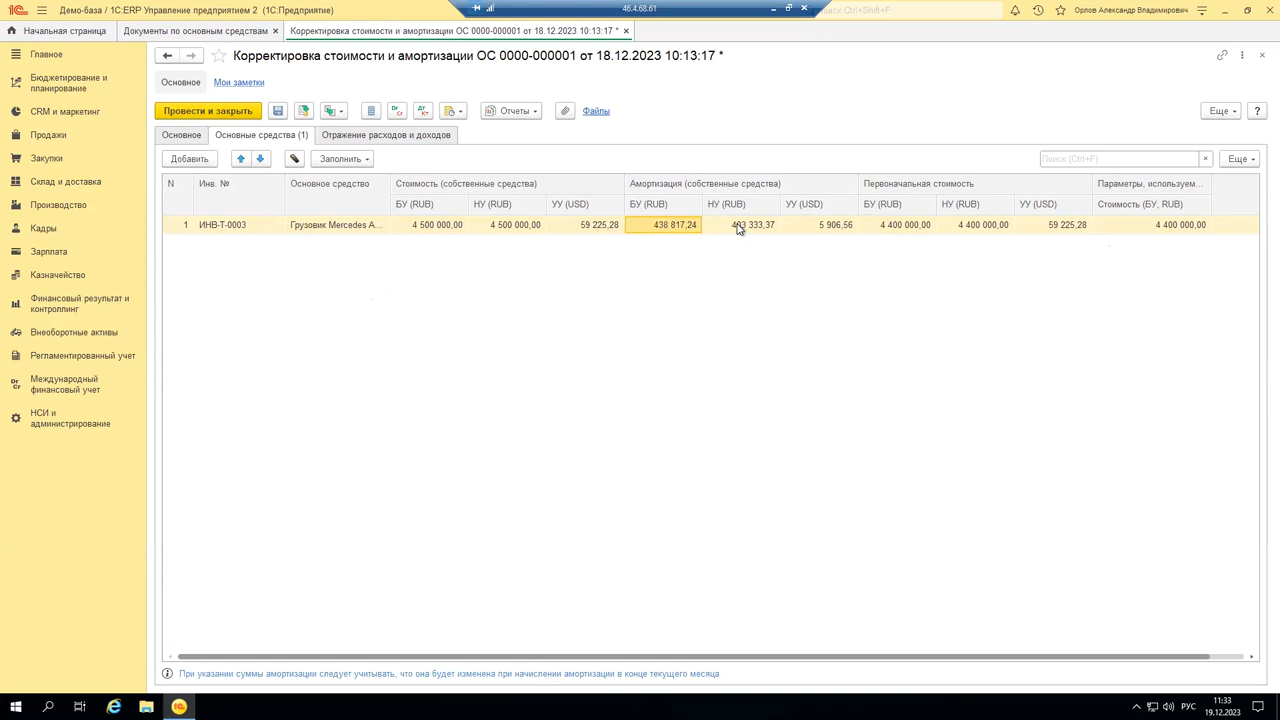 46.4.68.61
Демо-база / 1С:ERP Управление предприятием 2 (1С:Предприятие)
Поиск Ctrl+Shift+F
Орлов Александр Владимирович
Начальная страница
Документы по основным средствам
Корректировка стоимости и амортизации ОС 0000-000001 от 18.12.2023 10:13:17 *
Главное
Бюджетирование и
планирование
CRM и маркетинг
Продажи
Закупки
Склад и доставка
Производство
Кадры
Зарплата
Казначейство
Финансовый результат и
контроллинг
Внеоборотные активы
Регламентированный учет
Международный
финансовый учет
НСИ и
администрирование
Корректировка стоимости и амортизации ОС 0000-000001 от 18.12.2023 10:13:17 *
Основное
Мои заметки
Провести и закрыть
Отчеты
Файлы
Еще
?
Основное
Основные средства (1)
Отражение расходов и доходов
Добавить
Заполнить
Поиск (Ctrl+F)
Еще
N
Инв. №
Основное средство
Стоимость (собственные средства)
Амортизация (собственные средства)
Первоначальная стоимость
Параметры, используем...
БУ (RUB)
НУ (RUB)
УУ (USD)
БУ (RUB)
НУ (RUB)
УУ (USD)
БУ (RUB)
НУ (RUB)
УУ (USD)
Стоимость (БУ, RUB)
1
ИНВ-Т-0003
Грузовик Mercedes A...
4 500 000,00
4 500 000,00
59 225,28
438 817,24
5 906,56
4 400 000,00
4 400 000,00
59 225,28
4 400 000,00
При указании суммы амортизации следует учитывать, что она будет изменена при начислении амортизации в конце текущего месяца
РУС
11:33
19.12.2023